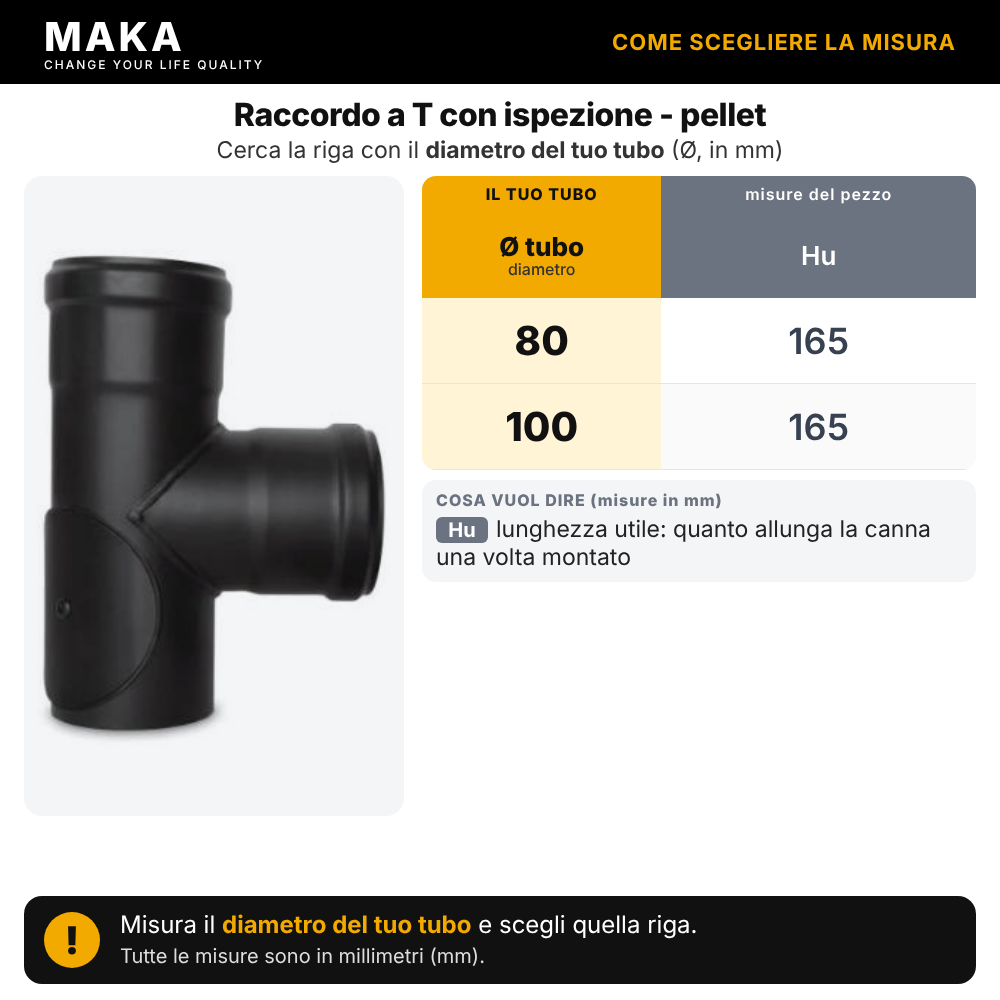 MAKA
CHANGE YOUR LIFE QUALITY
COME SCEGLIERE LA MISURA
Raccordo a T con ispezione - pellet
Cerca la riga con il diametro del tuo tubo (Ø, in mm)
IL TUO TUBO
misure del pezzo
Ø tubo
diametro
Hu
80
165
100
165
COSA VUOL DIRE (misure in mm)
Hu lunghezza utile: quanto allunga la canna
una volta montato
!
Misura il diametro del tuo tubo e scegli quella riga.
Tutte le misure sono in millimetri (mm).